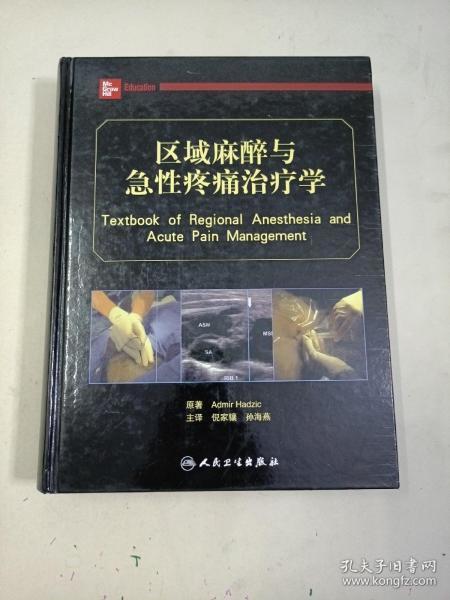 Mc
Graw
Hill
Education
区域麻醉与
急性疼痛治疗学
Textbook of Regional Anesthesia and
Acute Pain Management
ASM
SA
MSM
ISB 1
原著 Admir Hadzic
主译 倪家骧 孙海燕
人民卫生出版社
孔夫子旧书网
www.kongfz.com